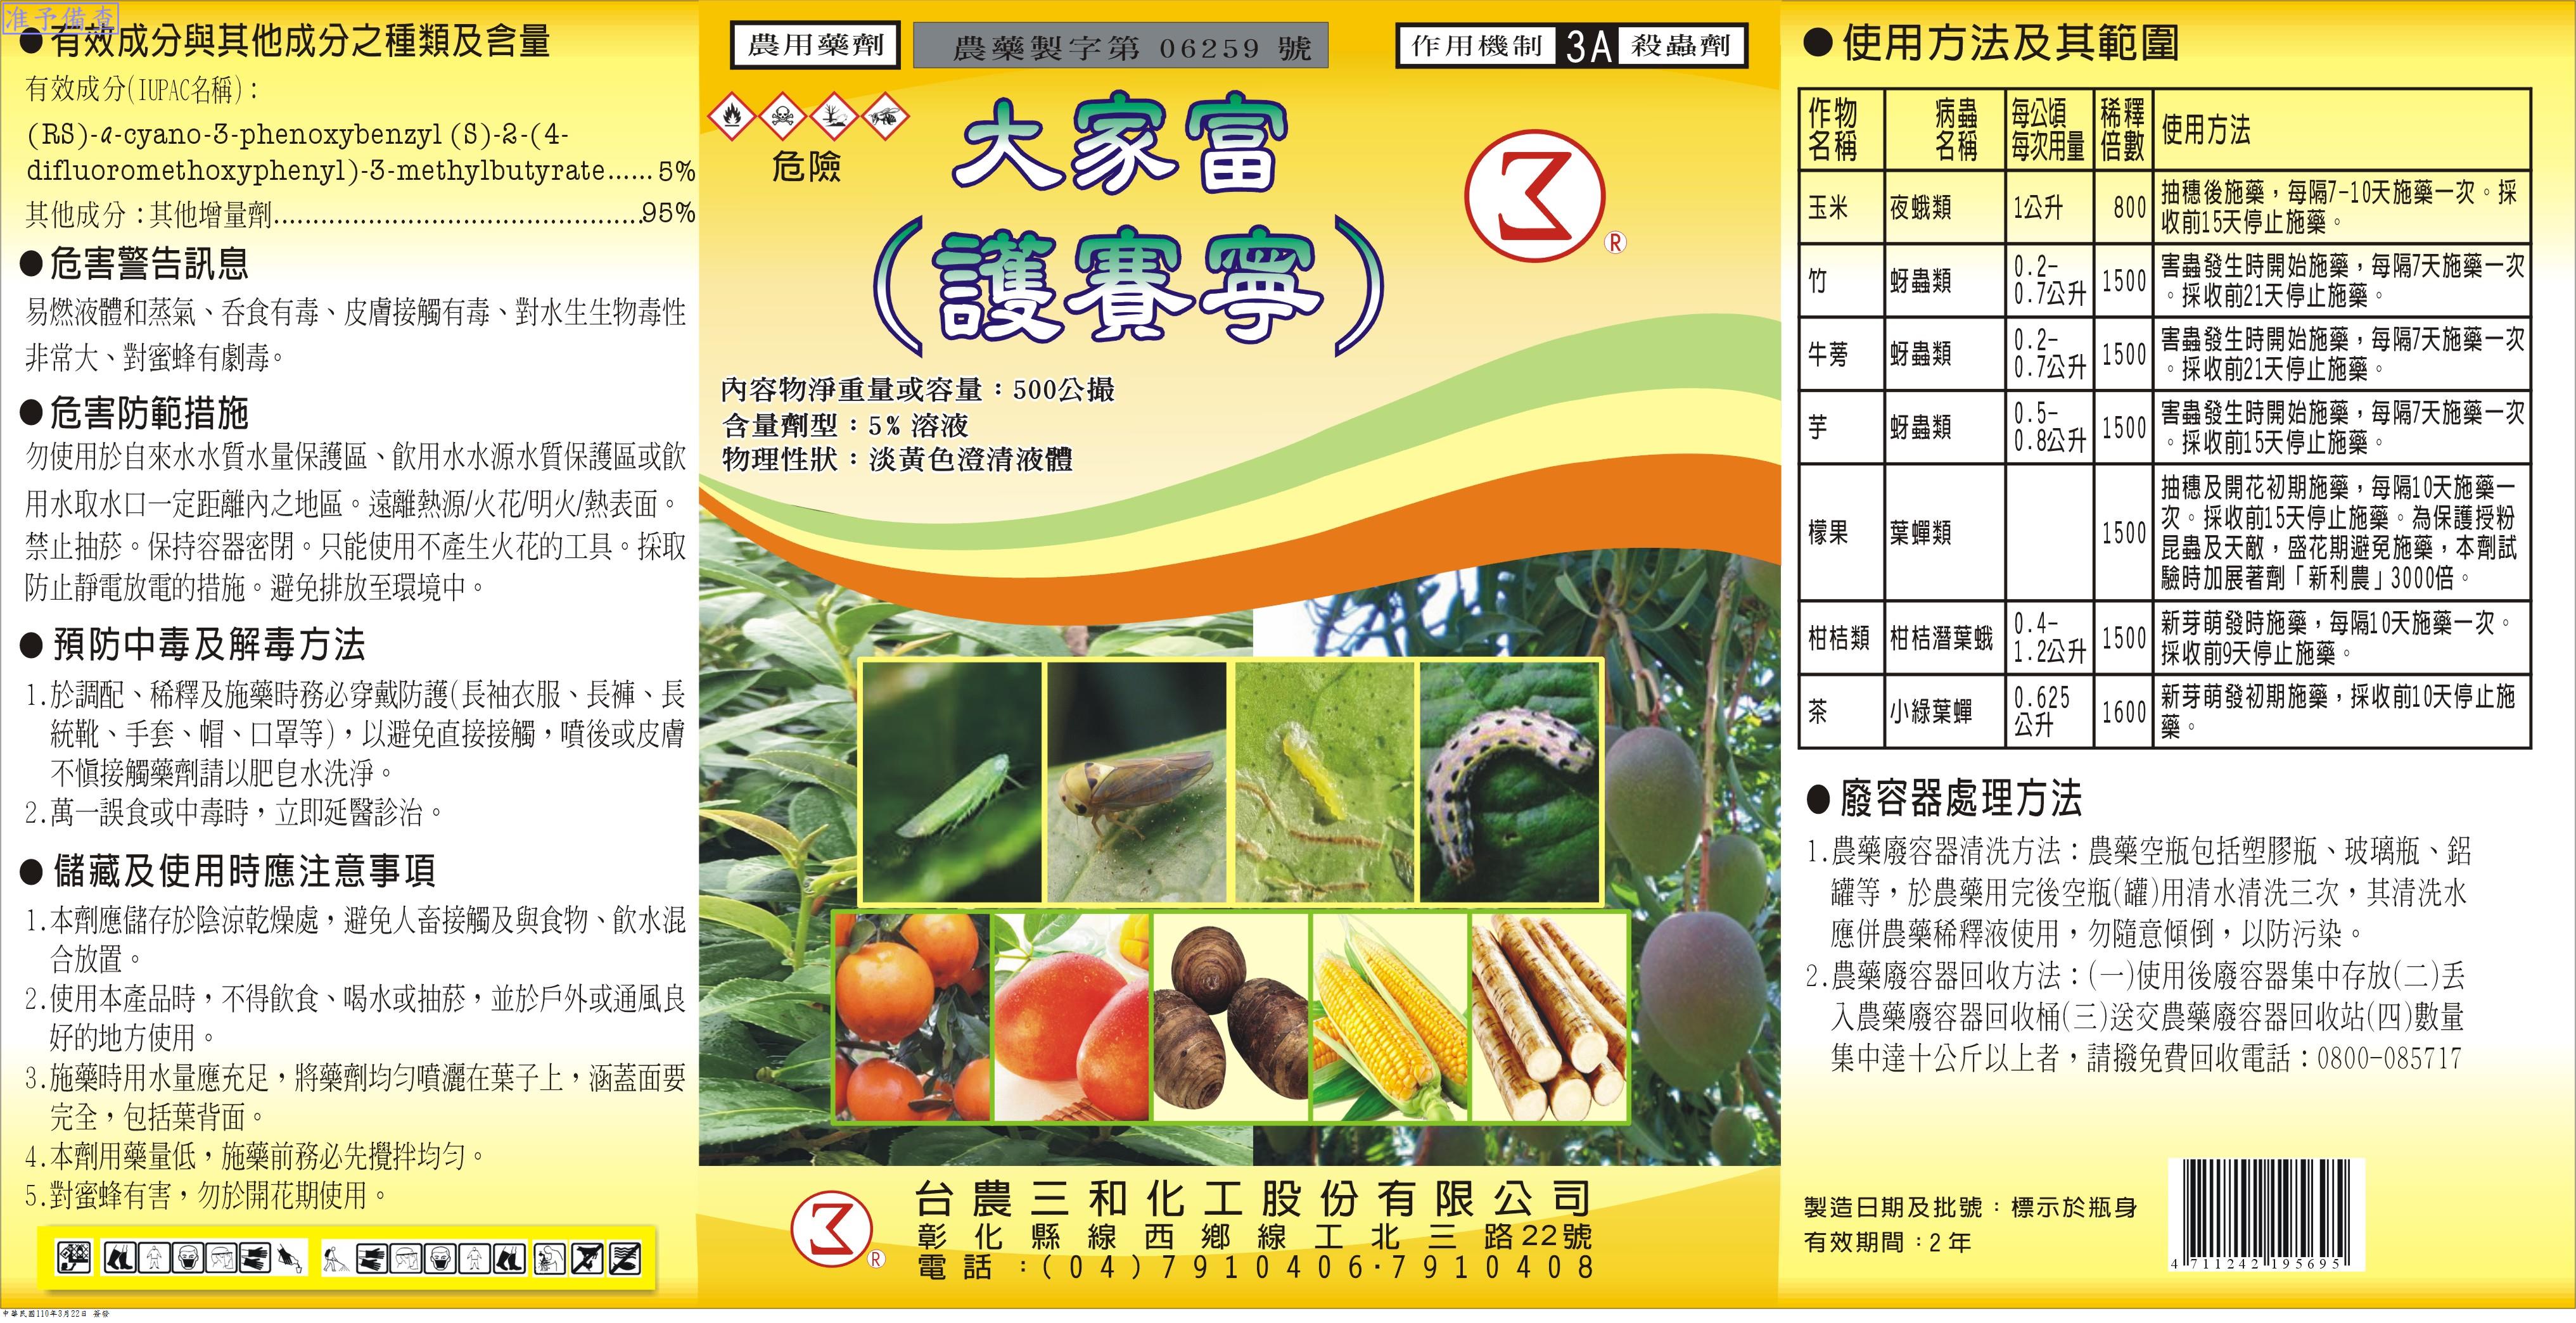 准予備查
●有效成分與其他成分之種類及含量
有效成分(IUPAC名稱)：
(RS)-α-cyano-3-phenoxybenzyl (S)-2-(4-
difluoromethoxyphenyl)-3-methylbutyrate...... 5%
其他成分：其他增量劑................................................95%
●危害警告訊息
易燃液體和蒸氣、吞食有毒、皮膚接觸有毒、對水生生物毒性
非常大、對蜜蜂有劇毒。
●危害防範措施
勿使用於自來水水質水量保護區、飲用水水源水質保護區或飲
用水取水口一定距離內之地區。遠離熱源/火花/明火/熱表面。
禁止抽菸。保持容器密閉。只能使用不產生火花的工具。採取
防止靜電放電的措施。避免排放至環境中。
●預防中毒及解毒方法
1.於調配、稀釋及施藥時務必穿戴防護(長袖衣服、長褲、長
統靴、手套、帽、口罩等)，以避免直接接觸，噴後或皮膚
不慎接觸藥劑請以肥皂水洗淨。
2.萬一誤食或中毒時，立即延醫診治。
●儲藏及使用時應注意事項
1.本劑應儲存於陰涼乾燥處，避免人畜接觸及與食物、飲水混
合放置。
2.使用本產品時，不得飲食、喝水或抽菸，並於戶外或通風良
好的地方使用。
3.施藥時用水量應充足，將藥劑均勻噴灑在葉子上，涵蓋面要
完全，包括葉背面。
4.本劑用藥量低，施藥前務必先攪拌均勻。
5.對蜜蜂有害，勿於開花期使用。
中華民國110年3月22日 簽發
農用藥劑
農藥製字第 06259 號
作用機制 3A 殺蟲劑
危險
大家富
(護賽寧)
®
內容物淨重量或容量：500公撮
含量劑型：5% 溶液
物理性狀：淡黃色澄清液體
®
台農三和化工股份有限公司
彰化縣線西鄉線工北三路22號
電話：(04)7910406·7910408
●使用方法及其範圍
作物名稱 病蟲名稱 每公頃每次用量 稀釋倍數 使用方法
玉米 夜蛾類 1公升 800 抽穗後施藥，每隔7-10天施藥一次。採
收前15天停止施藥。
竹 蚜蟲類 0.2-0.7公升 1500 害蟲發生時開始施藥，每隔7天施藥一次
。採收前21天停止施藥。
牛蒡 蚜蟲類 0.2-0.7公升 1500 害蟲發生時開始施藥，每隔7天施藥一次
。採收前21天停止施藥。
芋 蚜蟲類 0.5-0.8公升 1500 害蟲發生時開始施藥，每隔7天施藥一次
。採收前15天停止施藥。
檬果 葉蟬類 1500 抽穗及開花初期施藥，每隔10天施藥一
次。採收前15天停止施藥。為保護授粉
昆蟲及天敵，盛花期避免施藥，本劑試
驗時加展著劑「新利農」3000倍。
柑桔類 柑桔潛葉蛾 0.4-1.2公升 1500 新芽萌發時施藥，每隔10天施藥一次。
採收前9天停止施藥。
茶 小綠葉蟬 0.625公升 1600 新芽萌發初期施藥，採收前10天停止施
藥。
●廢容器處理方法
1.農藥廢容器清洗方法：農藥空瓶包括塑膠瓶、玻璃瓶、鋁
罐等，於農藥用完後空瓶(罐)用清水清洗三次，其清洗水
應併農藥稀釋液使用，勿隨意傾倒，以防污染。
2.農藥廢容器回收方法：(一)使用後廢容器集中存放(二)丟
入農藥廢容器回收桶(三)送交農藥廢容器回收站(四)數量
集中達十公斤以上者，請撥免費回收電話：0800-085717
製造日期及批號：標示於瓶身
有效期間：2年
4 711242 195695